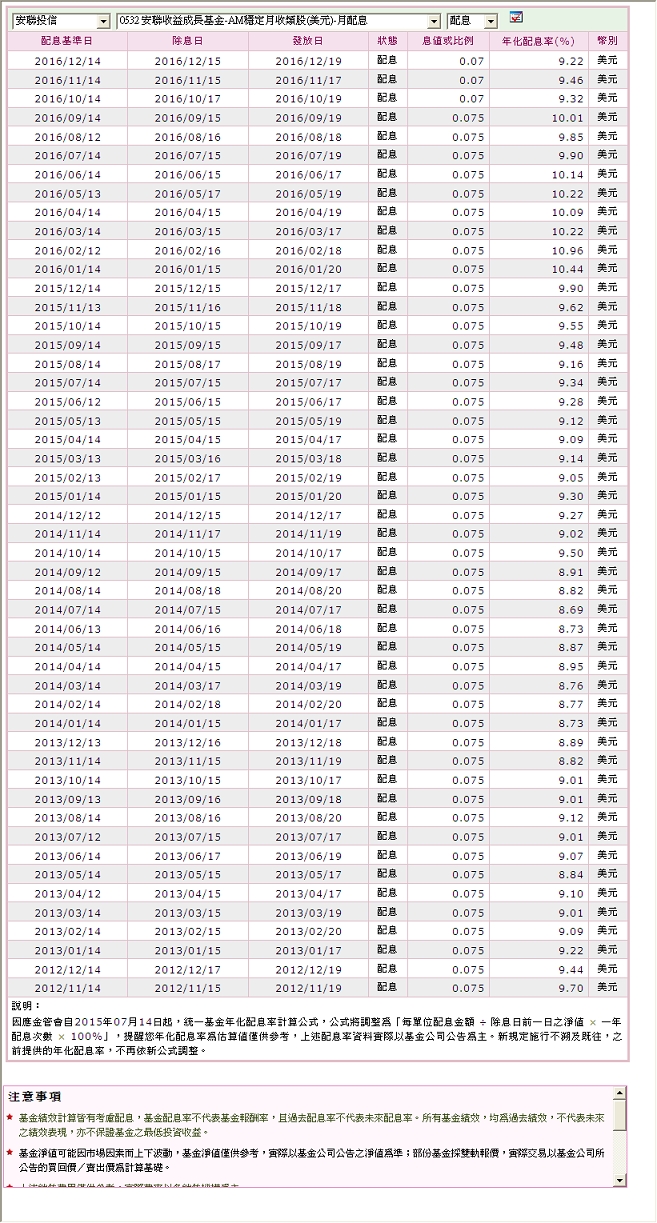 安聯投信 0532 安聯收益成長基金-AM穩定月收類股(美元)-月配息 配息
配息基準日 除息日 發放日 狀態 息值或比例 年化配息率(%) 幣別
2016/12/14 2016/12/15 2016/12/19 配息 0.07 9.22 美元
2016/11/14 2016/11/15 2016/11/17 配息 0.07 9.46 美元
2016/10/14 2016/10/17 2016/10/19 配息 0.07 9.32 美元
2016/09/14 2016/09/15 2016/09/19 配息 0.075 10.01 美元
2016/08/12 2016/08/16 2016/08/18 配息 0.075 9.85 美元
2016/07/14 2016/07/15 2016/07/19 配息 0.075 9.90 美元
2016/06/14 2016/06/15 2016/06/17 配息 0.075 10.14 美元
2016/05/13 2016/05/17 2016/05/19 配息 0.075 10.22 美元
2016/04/14 2016/04/15 2016/04/19 配息 0.075 10.09 美元
2016/03/14 2016/03/15 2016/03/17 配息 0.075 10.22 美元
2016/02/12 2016/02/16 2016/02/18 配息 0.075 10.96 美元
2016/01/14 2016/01/15 2016/01/20 配息 0.075 10.44 美元
2015/12/14 2015/12/15 2015/12/17 配息 0.075 9.90 美元
2015/11/13 2015/11/16 2015/11/18 配息 0.075 9.62 美元
2015/10/14 2015/10/15 2015/10/19 配息 0.075 9.55 美元
2015/09/14 2015/09/15 2015/09/17 配息 0.075 9.48 美元
2015/08/14 2015/08/17 2015/08/19 配息 0.075 9.16 美元
2015/07/14 2015/07/15 2015/07/17 配息 0.075 9.34 美元
2015/06/12 2015/06/15 2015/06/17 配息 0.075 9.28 美元
2015/05/13 2015/05/15 2015/05/19 配息 0.075 9.12 美元
2015/04/14 2015/04/15 2015/04/17 配息 0.075 9.09 美元
2015/03/13 2015/03/16 2015/03/18 配息 0.075 9.14 美元
2015/02/13 2015/02/17 2015/02/19 配息 0.075 9.05 美元
2015/01/14 2015/01/15 2015/01/20 配息 0.075 9.30 美元
2014/12/12 2014/12/15 2014/12/17 配息 0.075 9.27 美元
2014/11/14 2014/11/17 2014/11/19 配息 0.075 9.02 美元
2014/10/14 2014/10/15 2014/10/17 配息 0.075 9.50 美元
2014/09/12 2014/09/15 2014/09/17 配息 0.075 8.91 美元
2014/08/14 2014/08/18 2014/08/20 配息 0.075 8.82 美元
2014/07/14 2014/07/15 2014/07/17 配息 0.075 8.69 美元
2014/06/13 2014/06/16 2014/06/18 配息 0.075 8.73 美元
2014/05/14 2014/05/15 2014/05/19 配息 0.075 8.87 美元
2014/04/14 2014/04/15 2014/04/17 配息 0.075 8.95 美元
2014/03/14 2014/03/17 2014/03/19 配息 0.075 8.76 美元
2014/02/14 2014/02/18 2014/02/20 配息 0.075 8.77 美元
2014/01/14 2014/01/15 2014/01/17 配息 0.075 8.73 美元
2013/12/13 2013/12/16 2013/12/18 配息 0.075 8.89 美元
2013/11/14 2013/11/15 2013/11/19 配息 0.075 8.82 美元
2013/10/14 2013/10/15 2013/10/17 配息 0.075 9.01 美元
2013/09/13 2013/09/16 2013/09/18 配息 0.075 9.01 美元
2013/08/14 2013/08/16 2013/08/20 配息 0.075 9.12 美元
2013/07/12 2013/07/15 2013/07/17 配息 0.075 9.01 美元
2013/06/14 2013/06/17 2013/06/19 配息 0.075 9.07 美元
2013/05/14 2013/05/15 2013/05/17 配息 0.075 8.84 美元
2013/04/12 2013/04/15 2013/04/17 配息 0.075 9.10 美元
2013/03/14 2013/03/15 2013/03/19 配息 0.075 9.01 美元
2013/02/14 2013/02/15 2013/02/20 配息 0.075 9.09 美元
2013/01/14 2013/01/15 2013/01/17 配息 0.075 9.22 美元
2012/12/14 2012/12/17 2012/12/19 配息 0.075 9.44 美元
2012/11/14 2012/11/15 2012/11/19 配息 0.075 9.70 美元
說明：
因應金管會自2015年07月14日起，統一基金年化配息率計算公式，公式將調整為「每單位配息金額 ÷ 除息日前一日之淨值 × 一年
配息次數 × 100%」，提醒您年化配息率為估算值僅供參考，上述配息率資料實際以基金公司公告為主。新規定施行不溯及既往，之
前提供的年化配息率，不再依新公式調整。
注意事項
★ 基金績效計算皆有考慮配息，基金配息率不代表基金報酬率，且過去配息率不代表未來配息率。所有基金績效，均為過去績效，不代表未來
之績效表現，亦不保證基金之最低投資收益。
★ 基金淨值可能因市場因素而上下波動，基金淨值僅供參考，實際以基金公司公告之淨值為準；部份基金採雙軌報價，實際交易以基金公司所
公告的買回價／賣出價為計算基礎。